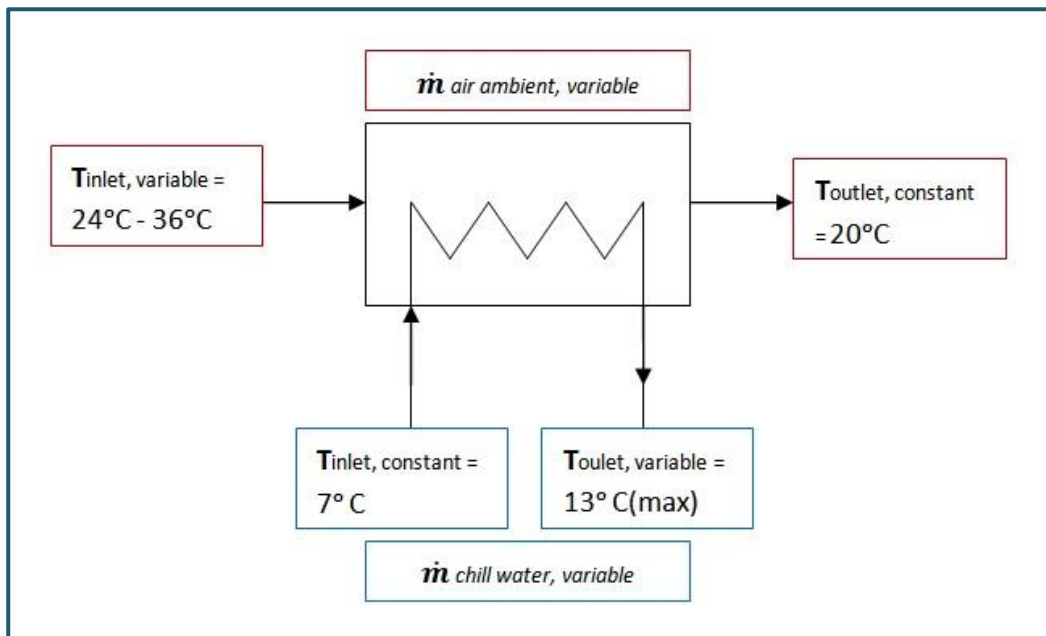 ṁ air ambient, variable
Tinlet, variable =
24°C - 36°C
Toutlet, constant
=20°C
Tinlet, constant =
7° C
Toulet, variable =
13° C(max)
ṁ chill water, variable